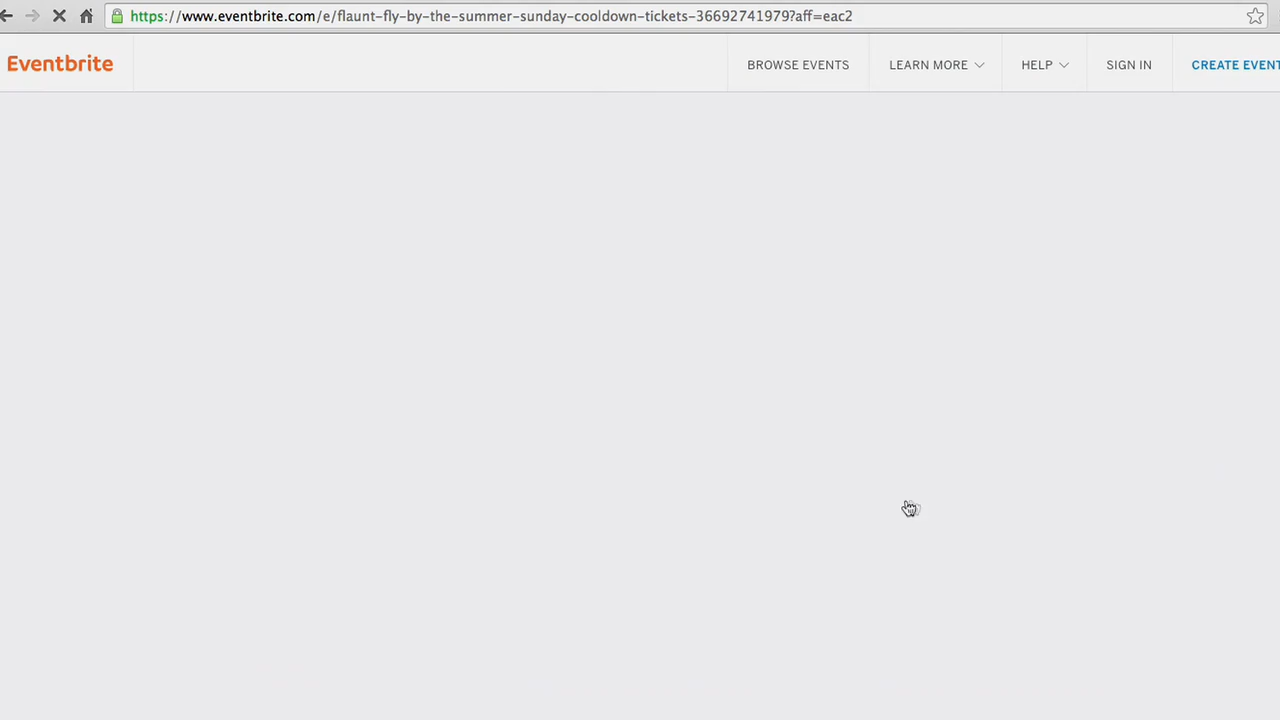 https://www.eventbrite.com/e/flaunt-fly-by-the-summer-sunday-cooldown-tickets-36692741979?aff=eac2
Eventbrite BROWSE EVENTS LEARN MORE HELP SIGN IN CREATE EVENT